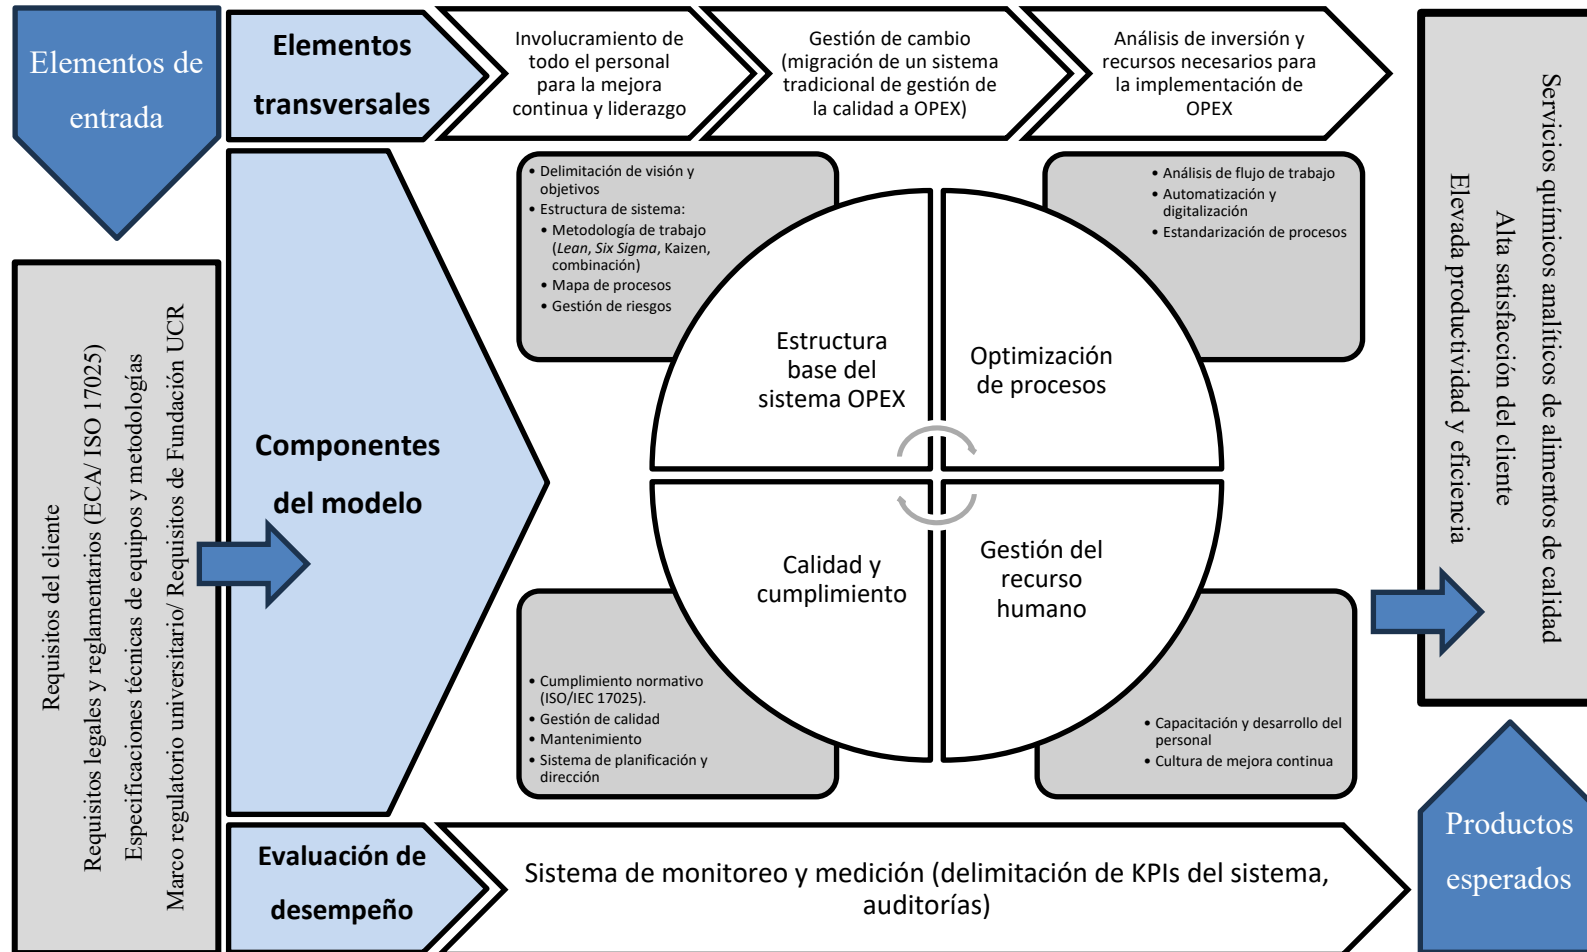 Elementos de
entrada
Requisitos del cliente
Requisitos legales y reglamentarios (ECA/ ISO 17025)
Especificaciones técnicas de equipos y metodologías
Marco regulatorio universitario/ Requisitos de Fundación UCR
Elementos
transversales
Involucramiento de
todo el personal
para la mejora
continua y liderazgo
Gestión de cambio
(migración de un sistema
tradicional de gestión de
la calidad a OPEX)
Análisis de inversión y
recursos necesarios para
la implementación de
OPEX
Componentes
del modelo
• Delimitación de visión y
objetivos
• Estructura de sistema:
• Metodología de trabajo
(Lean, Six Sigma, Kaizen,
combinación)
• Mapa de procesos
• Gestión de riesgos
• Análisis de flujo de trabajo
• Automatización y
digitalización
• Estandarización de procesos
Estructura
base del
sistema OPEX
Optimización
de procesos
Calidad y
cumplimiento
Gestión del
recurso
humano
• Cumplimiento normativo
(ISO/IEC 17025).
• Gestión de calidad
• Mantenimiento
• Sistema de planificación y
dirección
• Capacitación y desarrollo del
personal
• Cultura de mejora continua
Evaluación de
desempeño
Sistema de monitoreo y medición (delimitación de KPIs del sistema,
auditorías)
Servicios químicos analíticos de alimentos de calidad
Alta satisfacción del cliente
Elevada productividad y eficiencia
Productos
esperados